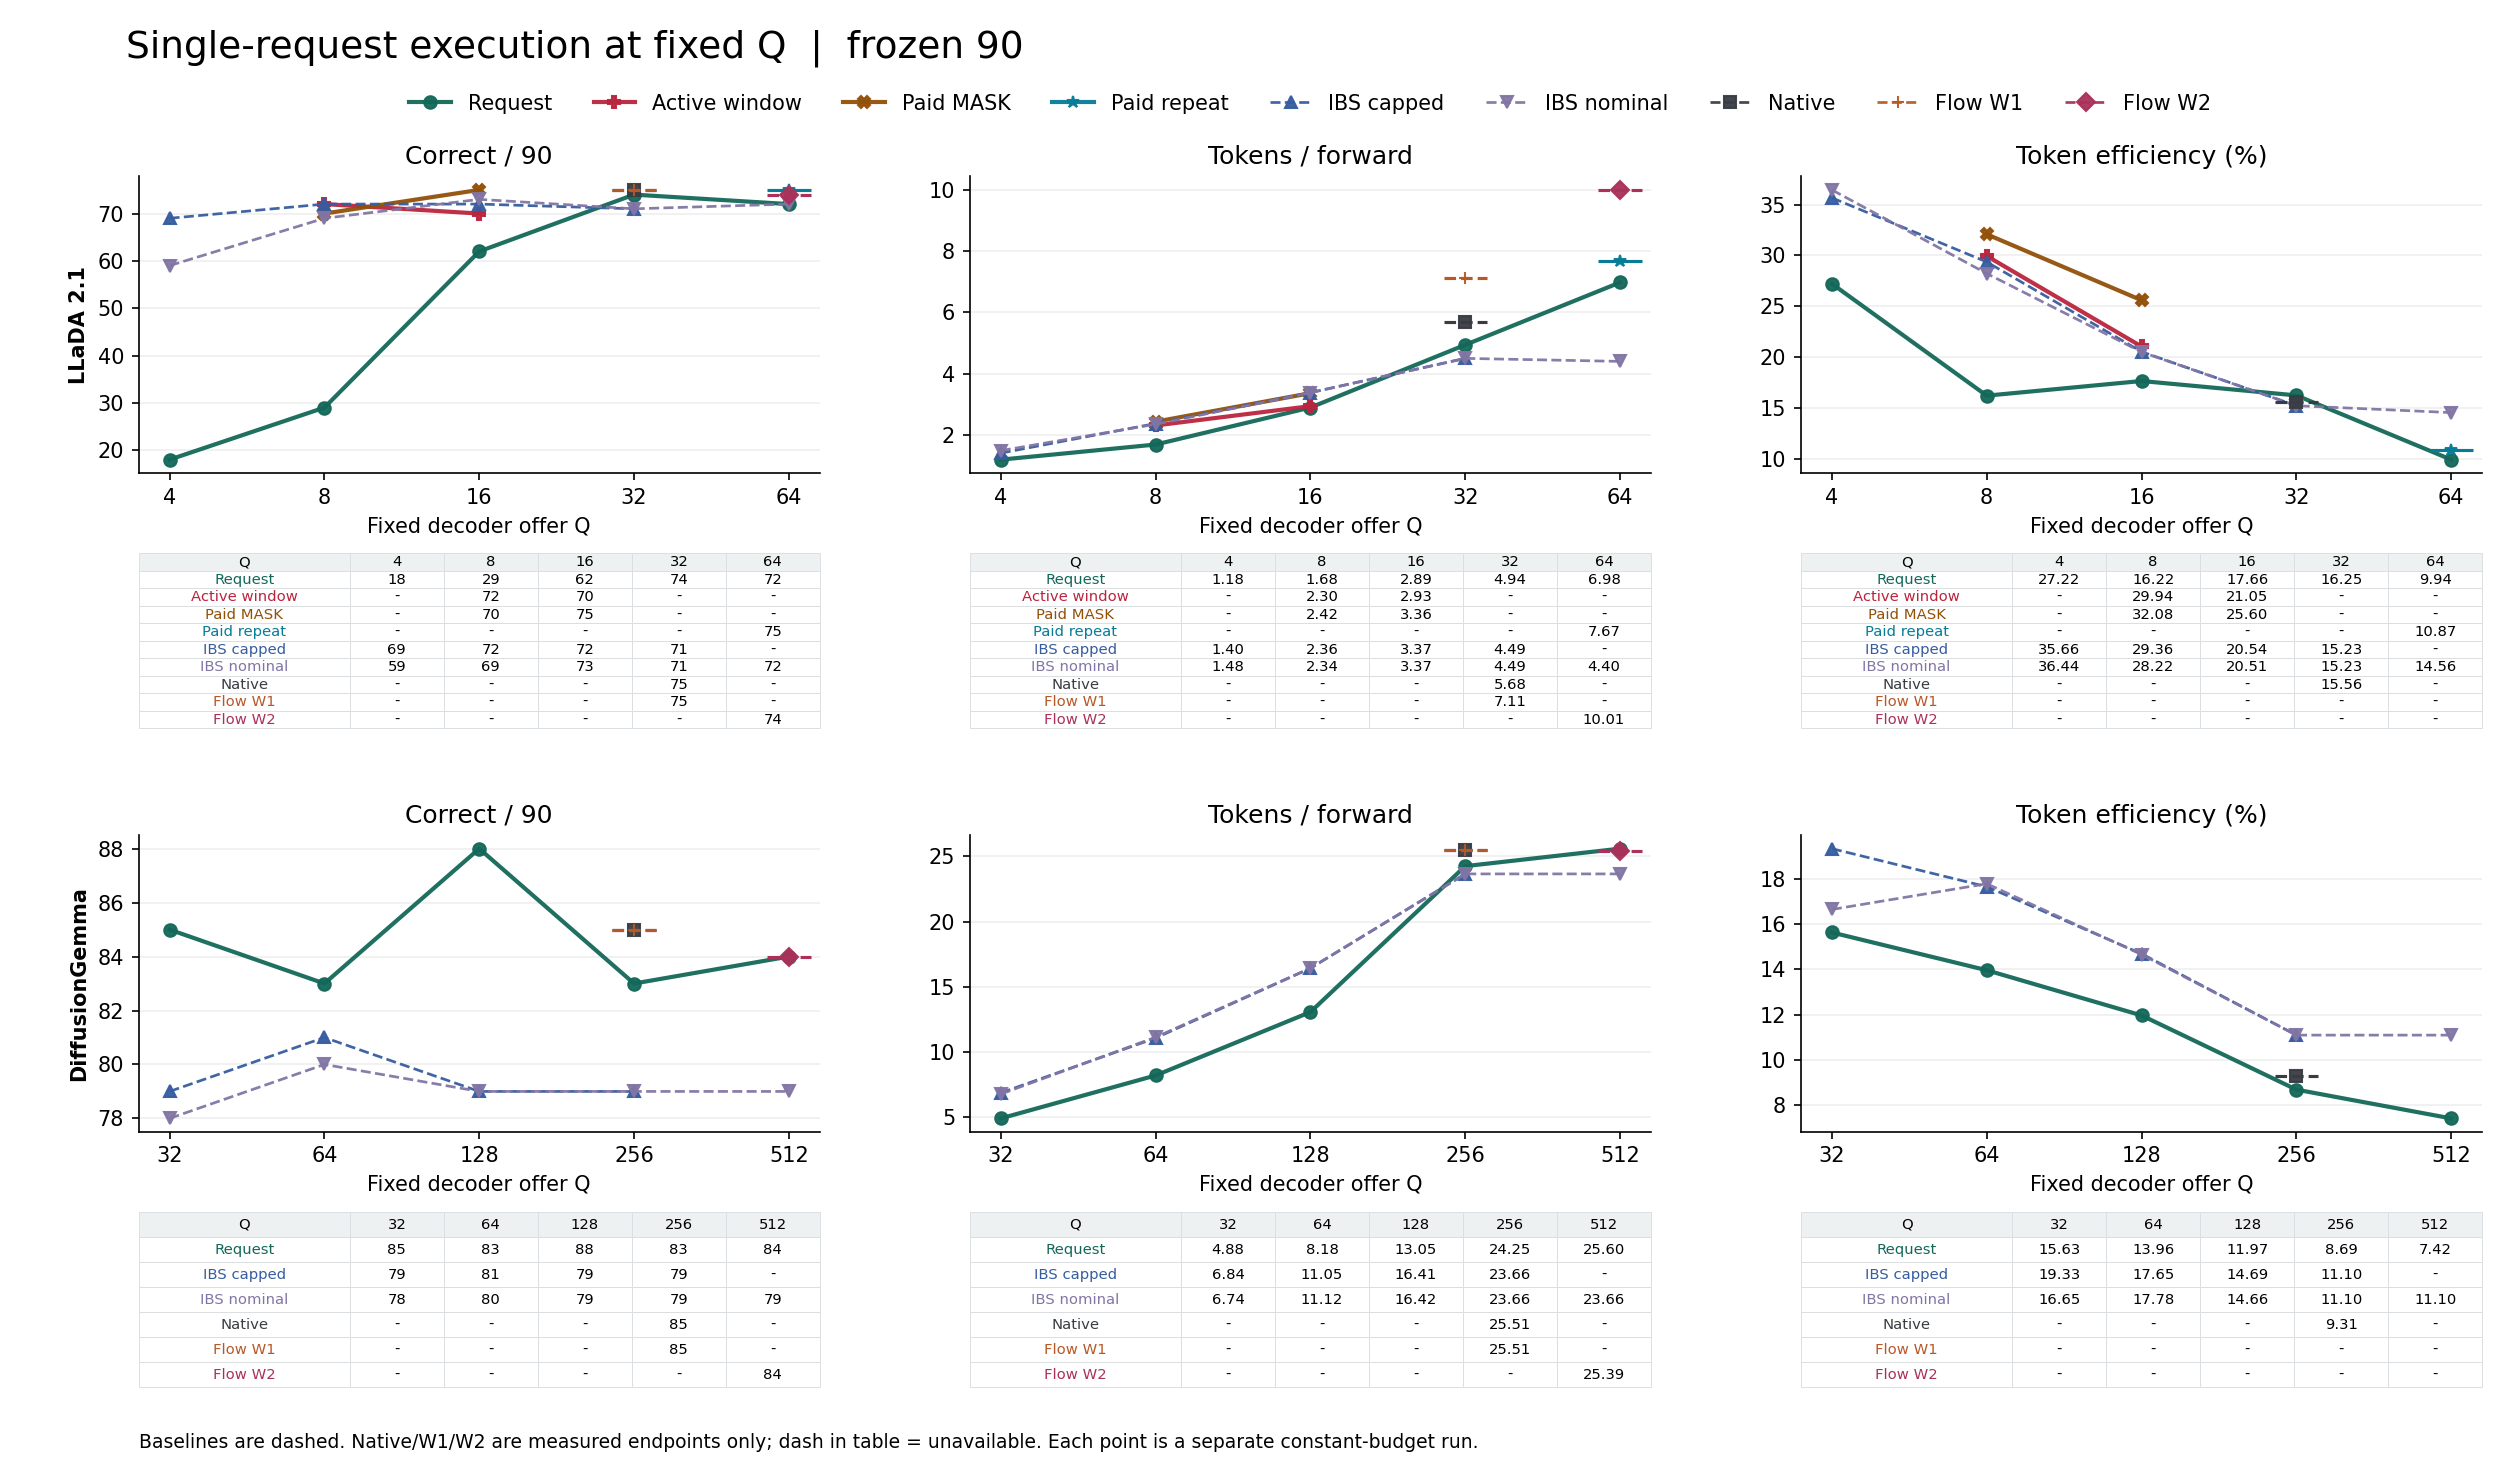 Single-request execution at fixed Q | frozen 90
Request Active window Paid MASK Paid repeat IBS capped IBS nominal Native Flow W1 Flow W2
LLaDA 2.1
Correct / 90
70
60
50
40
30
20
4 8 16 32 64
Fixed decoder offer Q
Tokens / forward
10
8
6
4
2
4 8 16 32 64
Fixed decoder offer Q
Token efficiency (%)
35
30
25
20
15
10
4 8 16 32 64
Fixed decoder offer Q
Q 4 8 16 32 64
Request 18 29 62 74 72
Active window - 72 70 - -
Paid MASK - 70 75 - -
Paid repeat - - - - 75
IBS capped 69 72 72 71 -
IBS nominal 59 69 73 71 72
Native - - - 75 -
Flow W1 - - - 75 -
Flow W2 - - - - 74
Q 4 8 16 32 64
Request 1.18 1.68 2.89 4.94 6.98
Active window - 2.30 2.93 - -
Paid MASK - 2.42 3.36 - -
Paid repeat - - - - 7.67
IBS capped 1.40 2.36 3.37 4.49 -
IBS nominal 1.48 2.34 3.37 4.49 4.40
Native - - - 5.68 -
Flow W1 - - - 7.11 -
Flow W2 - - - - 10.01
Q 4 8 16 32 64
Request 27.22 16.22 17.66 16.25 9.94
Active window - 29.94 21.05 - -
Paid MASK - 32.08 25.60 - -
Paid repeat - - - - 10.87
IBS capped 35.66 29.36 20.54 15.23 -
IBS nominal 36.44 28.22 20.51 15.23 14.56
Native - - - 15.56 -
Flow W1 - - - - -
Flow W2 - - - - -
DiffusionGemma
Correct / 90
88
86
84
82
80
78
32 64 128 256 512
Fixed decoder offer Q
Tokens / forward
25
20
15
10
5
32 64 128 256 512
Fixed decoder offer Q
Token efficiency (%)
18
16
14
12
10
8
32 64 128 256 512
Fixed decoder offer Q
Q 32 64 128 256 512
Request 85 83 88 83 84
IBS capped 79 81 79 79 -
IBS nominal 78 80 79 79 79
Native - - - 85 -
Flow W1 - - - 85 -
Flow W2 - - - - 84
Q 32 64 128 256 512
Request 4.88 8.18 13.05 24.25 25.60
IBS capped 6.84 11.05 16.41 23.66 -
IBS nominal 6.74 11.12 16.42 23.66 23.66
Native - - - 25.51 -
Flow W1 - - - 25.51 -
Flow W2 - - - - 25.39
Q 32 64 128 256 512
Request 15.63 13.96 11.97 8.69 7.42
IBS capped 19.33 17.65 14.69 11.10 -
IBS nominal 16.65 17.78 14.66 11.10 11.10
Native - - - 9.31 -
Flow W1 - - - - -
Flow W2 - - - - -
Baselines are dashed. Native/W1/W2 are measured endpoints only; dash in table = unavailable. Each point is a separate constant-budget run.